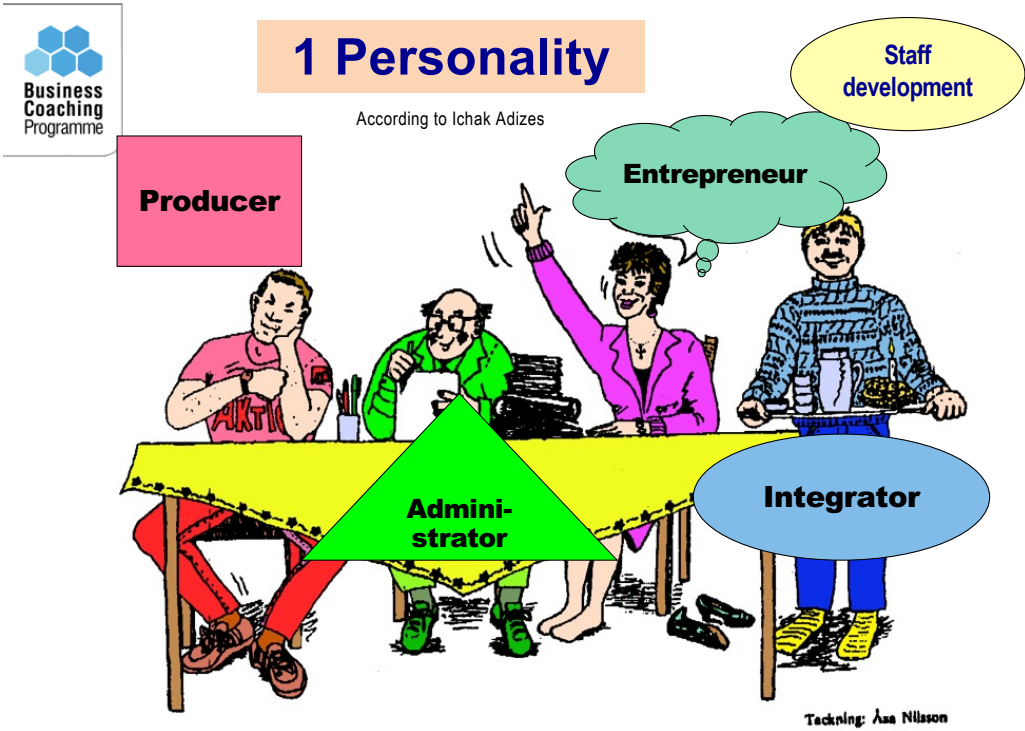 Business
Coaching
Programme
1 Personality
According to Ichak Adizes
Staff
development
Producer
Entrepreneur
AKTI
Admini-
strator
Integrator
Teckning: Åsa Nilsson